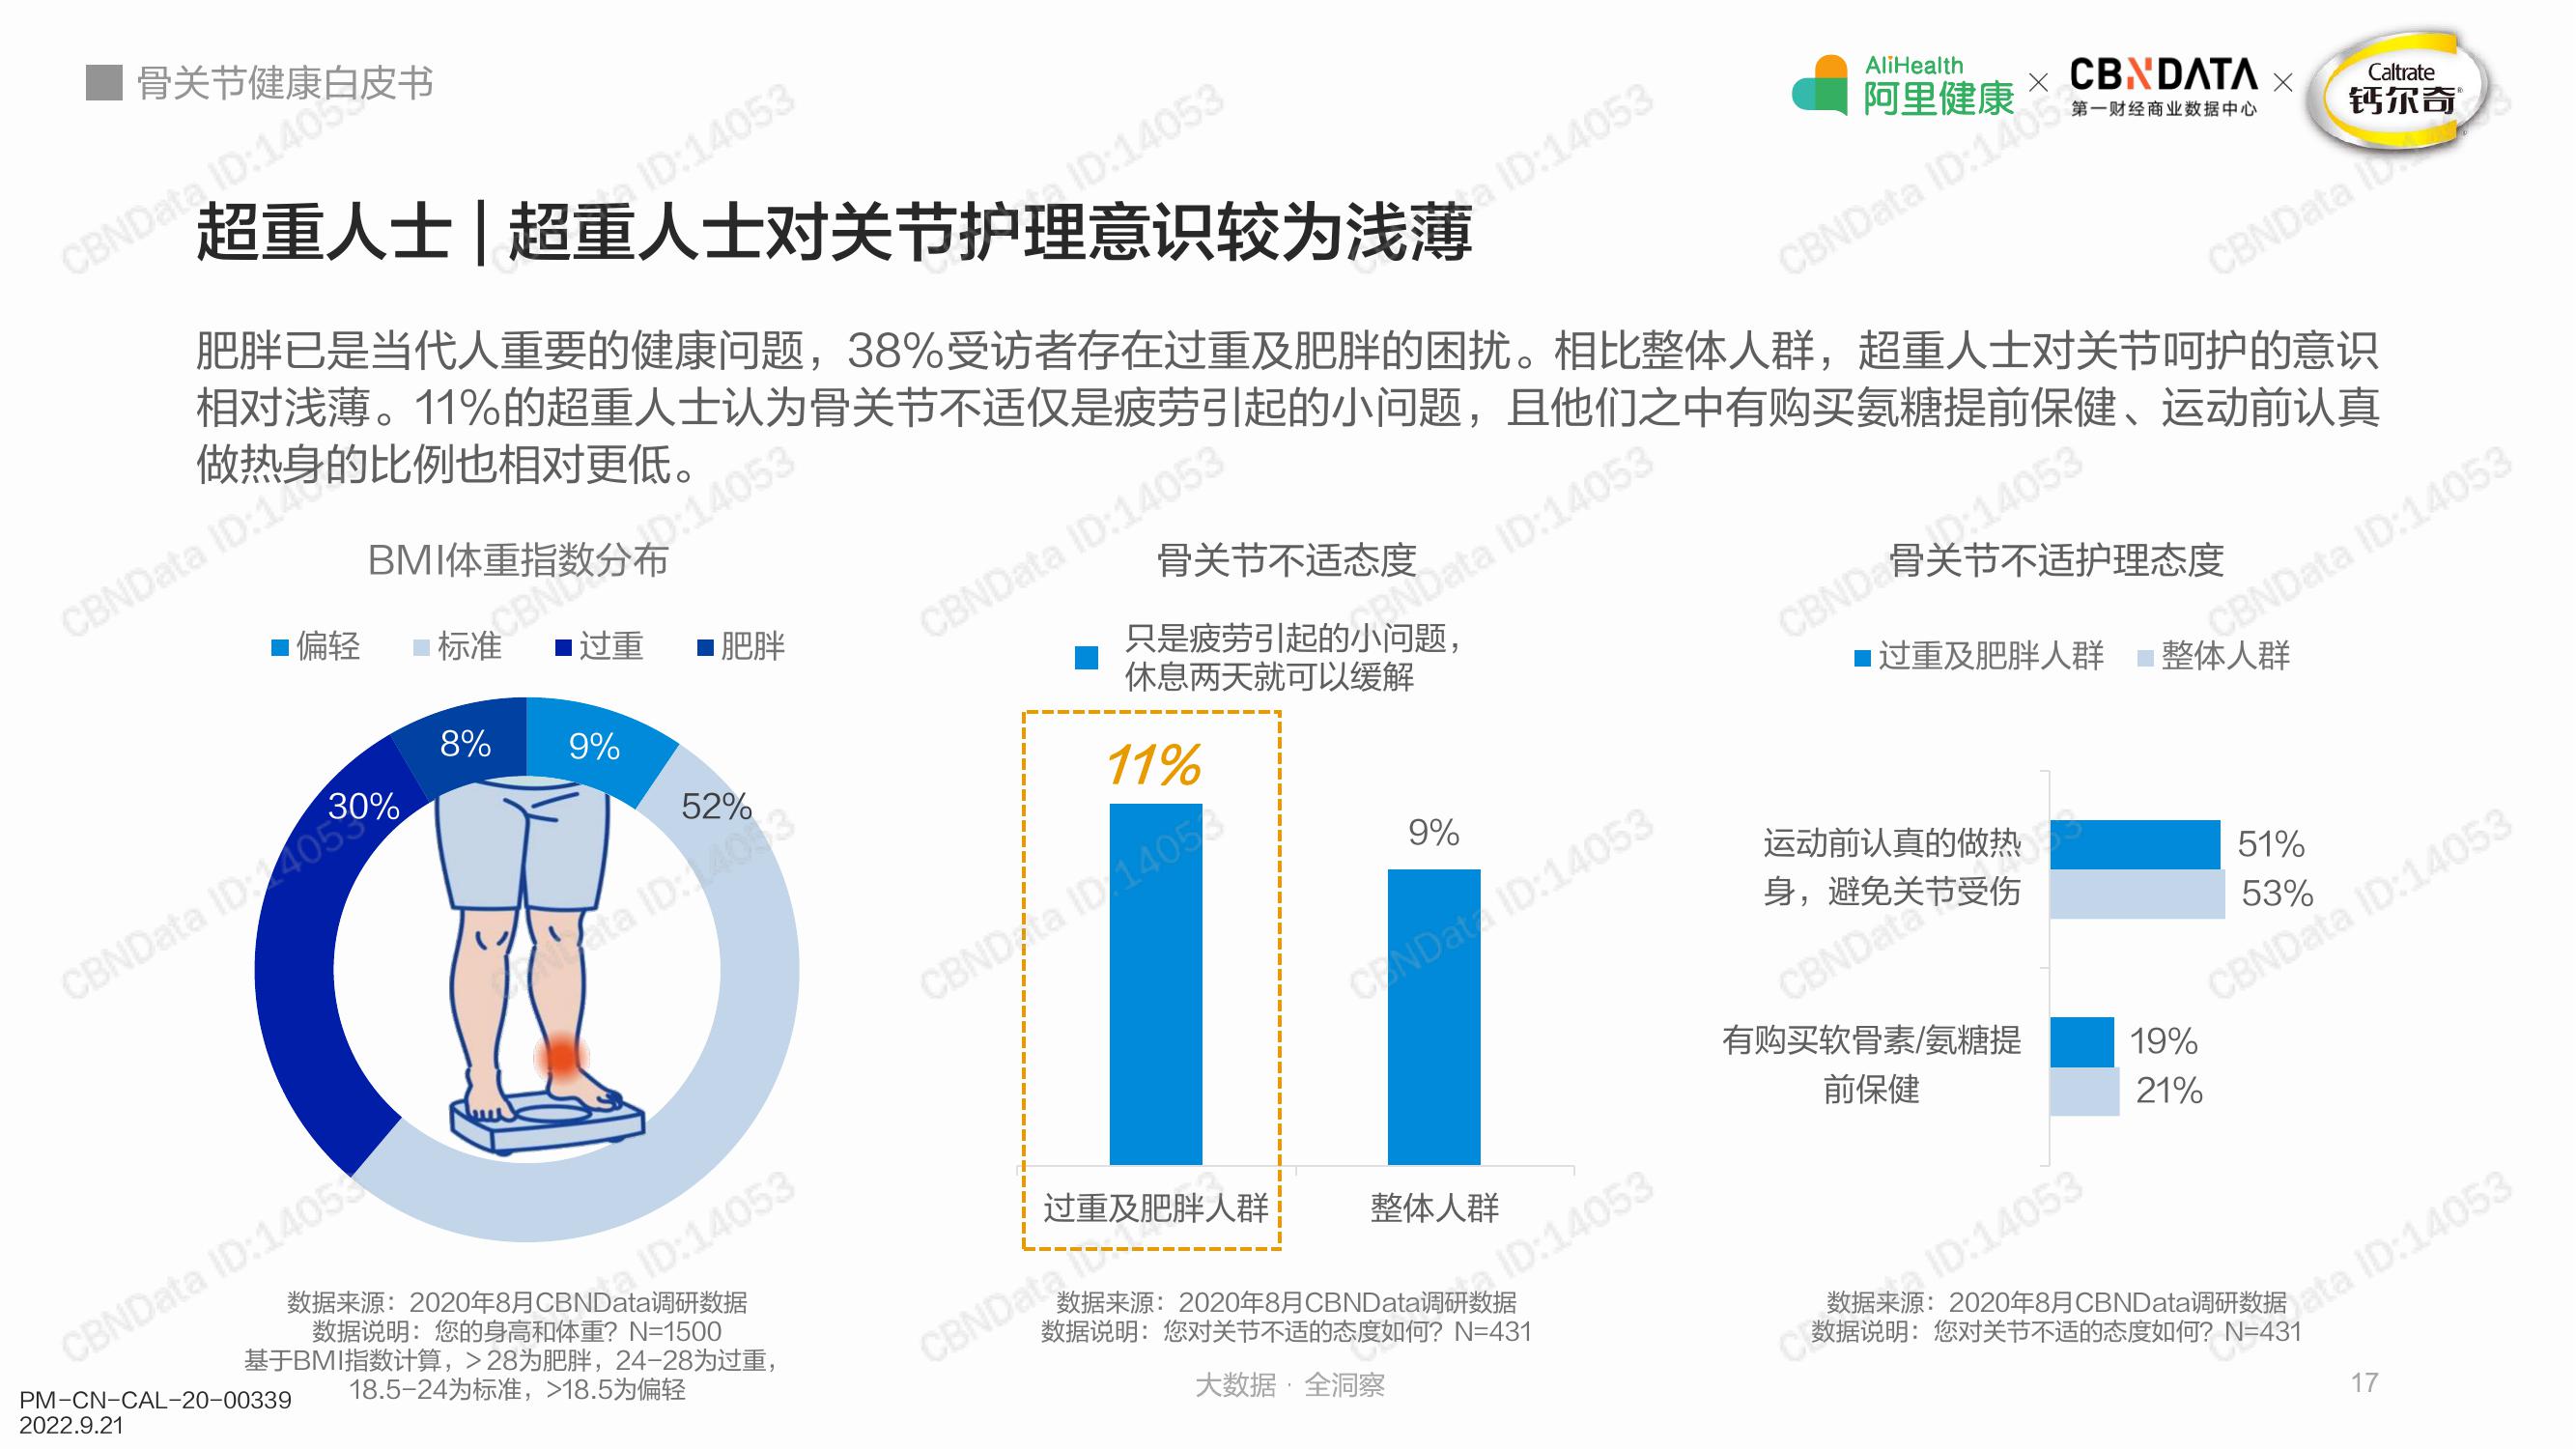 骨关节健康白皮书
AliHealth
阿里健康
×
CBNDATA
第一财经商业数据中心
×
Caltrate
钙尔奇®
超重人士 | 超重人士对关节护理意识较为浅薄
肥胖已是当代人重要的健康问题，38%受访者存在过重及肥胖的困扰。相比整体人群，超重人士对关节呵护的意识
相对浅薄。11%的超重人士认为骨关节不适仅是疲劳引起的小问题，且他们之中有购买氨糖提前保健、运动前认真
做热身的比例也相对更低。
BMI体重指数分布
偏轻 标准 过重 肥胖
8% 9%
30% 52%
数据来源：2020年8月CBNData调研数据
数据说明：您的身高和体重？N=1500
基于BMI指数计算，＞28为肥胖，24-28为过重，
18.5-24为标准，>18.5为偏轻
骨关节不适态度
只是疲劳引起的小问题，
休息两天就可以缓解
11%
9%
过重及肥胖人群 整体人群
数据来源：2020年8月CBNData调研数据
数据说明：您对关节不适的态度如何？N=431
骨关节不适护理态度
过重及肥胖人群 整体人群
运动前认真的做热
身，避免关节受伤
51%
53%
有购买软骨素/氨糖提
前保健
19%
21%
数据来源：2020年8月CBNData调研数据
数据说明：您对关节不适的态度如何？N=431
大数据 · 全洞察
17
PM-CN-CAL-20-00339
2022.9.21
CBNData ID:14053